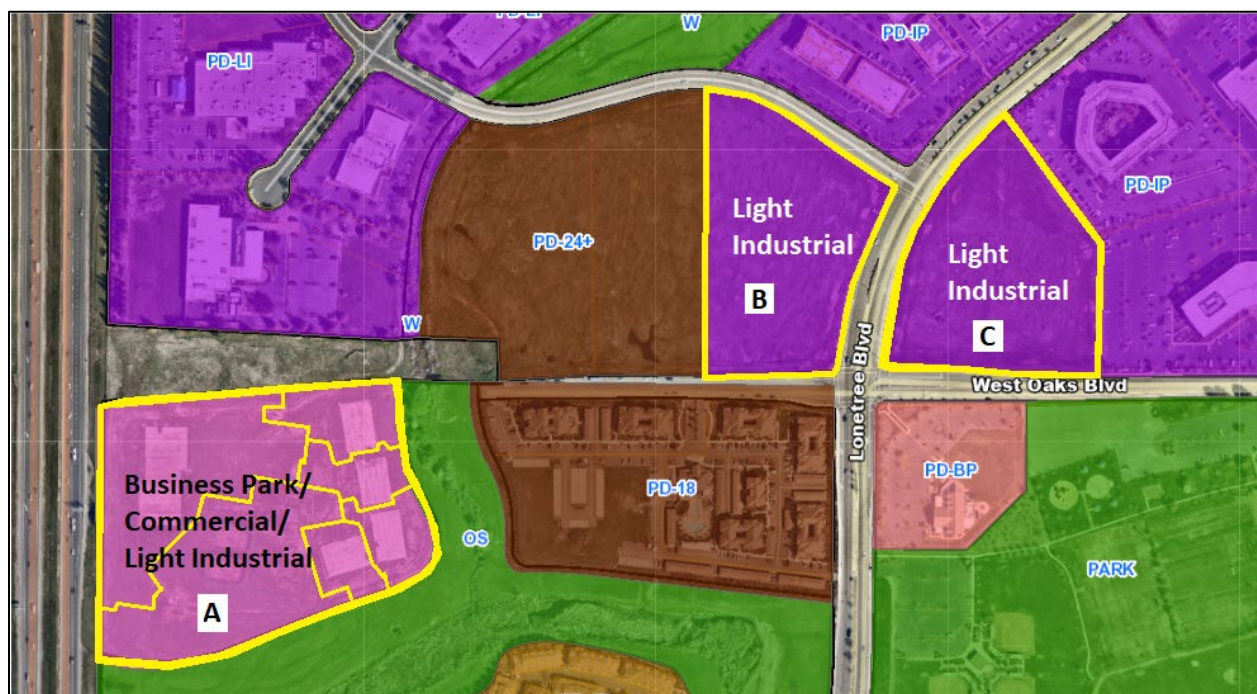 PD-LI
W
PD-LI
PD-IP
PD-24+
Light
Industrial
B
Light
Industrial
C
PD-IP
W
Lonetree Blvd
West Oaks Blvd
Business Park/
Commercial/
Light Industrial
A
PD-18
PD-BP
OS
PARK